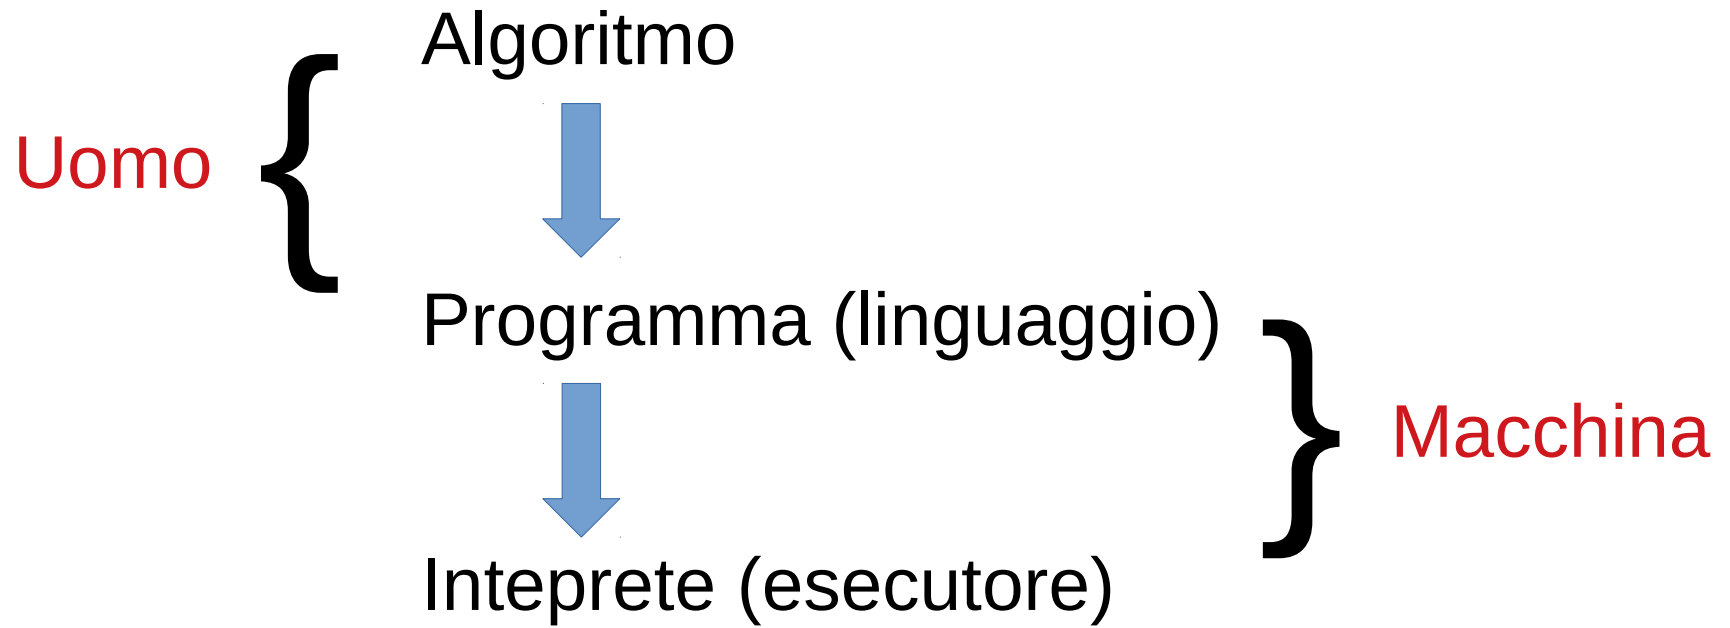 Algoritmo
Uomo {
Programma (linguaggio)
} Macchina
Inteprete (esecutore)